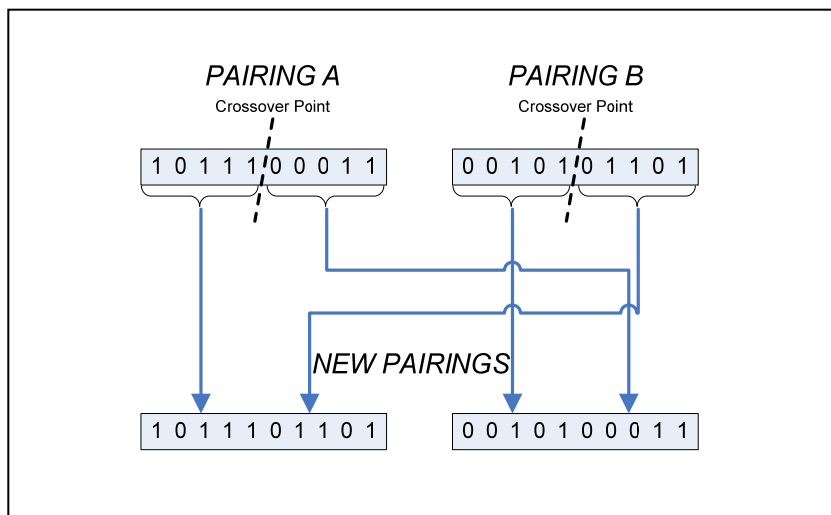 PAIRING A PAIRING B
Crossover Point Crossover Point
1 0 1 1 1 0 0 0 1 1 0 0 1 0 1 0 1 1 0 1
NEW PAIRINGS
1 0 1 1 1 0 1 1 0 1 0 0 1 0 1 0 0 0 1 1